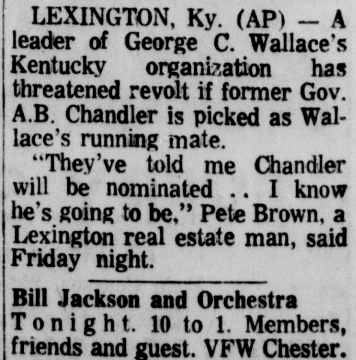 LEXINGTON, Ky. (AP) — A
leader of George C. Wallace's
Kentucky organization has
threatened revolt if former Gov.
A.B. Chandler is picked as Wal-
lace's running mate.
"They've told me Chandler
will be nominated .. I know
he's going to be," Pete Brown, a
Lexington real estate man, said
Friday night.
Bill Jackson and Orchestra
Tonight. 10 to 1. Members,
friends and guest. VFW Chester.